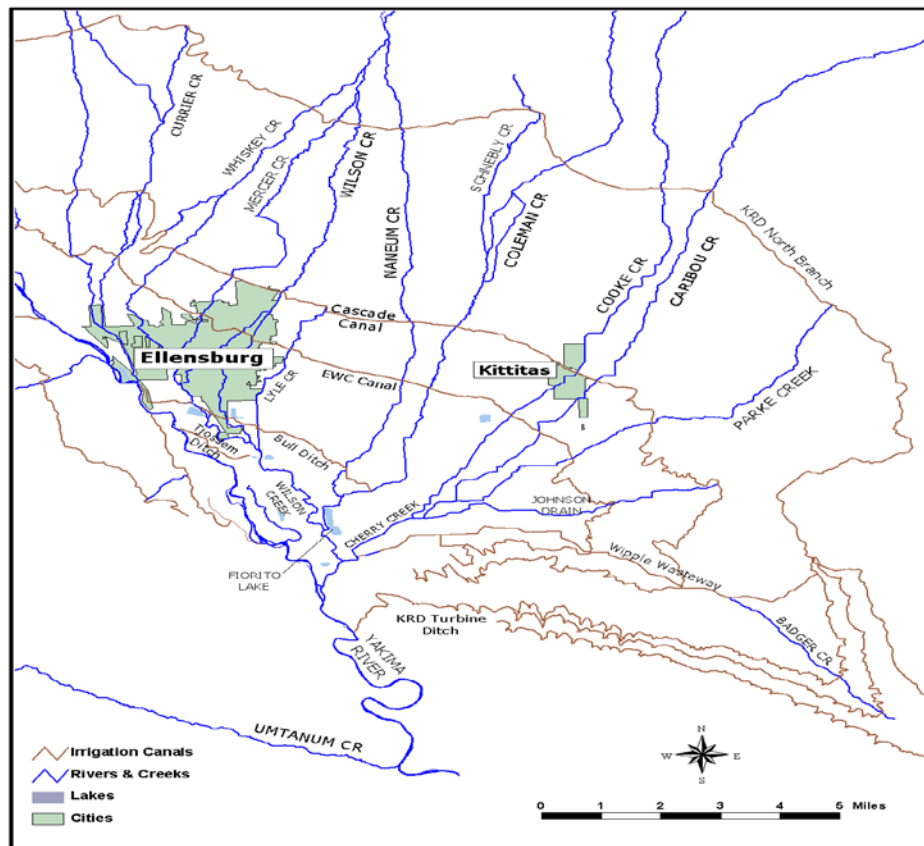 CURRIER CR
WHISKEY CR
MERCER CR
WILSON CR
NANEUM CR
SCHNEBLY CR
COLEMAN CR
COOKE CR
CARIBOU CR
KRD North Branch
Cascade
Canal
Ellensburg
EWC Canal
Kittitas
LYLE CR
PARKE CREEK
Tjossem
Ditch
Bull Ditch
WILSON
CREEK
JOHNSON
DRAIN
CHERRY CREEK
FIORITO
LAKE
Wipple Wasteway
KRD Turbine
Ditch
BADGER CR
YAKIMA
RIVER
UMTANUM CR
Irrigation Canals
Rivers & Creeks
Lakes
Cities
N
W
E
S
0 1 2 3 4 5 Miles